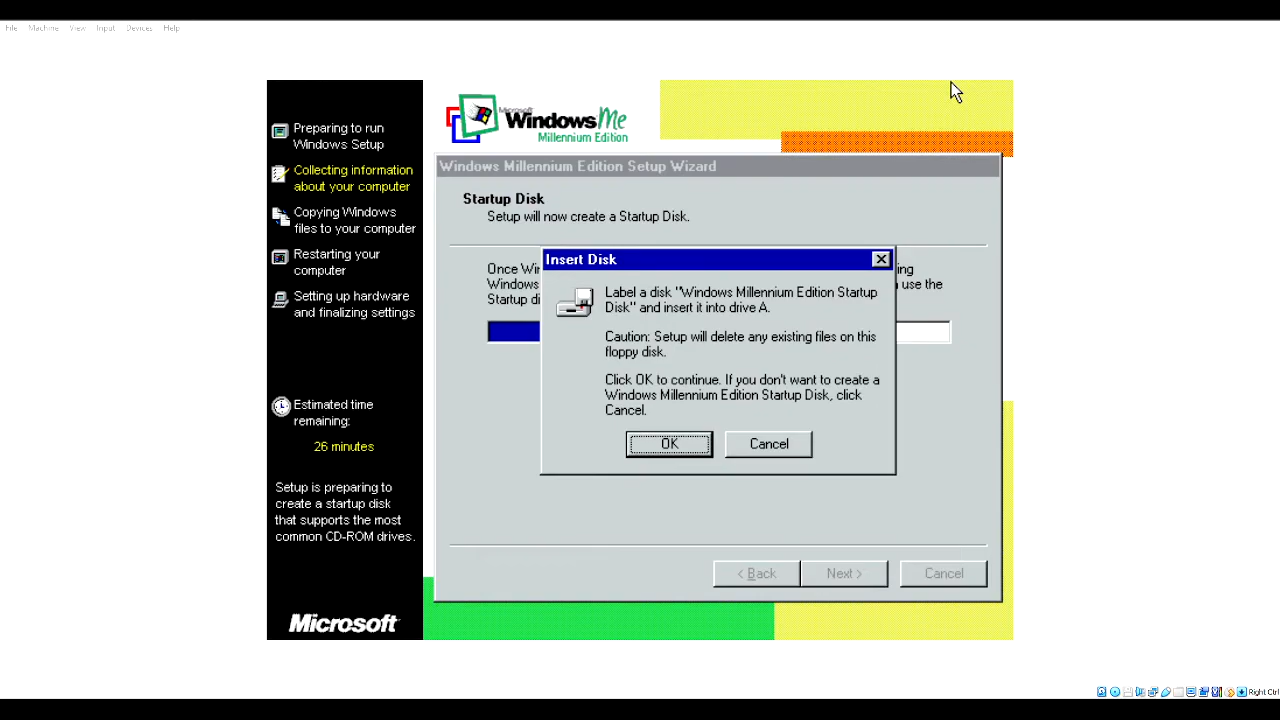 File Machine View Input Devices Help
Preparing to run
Windows Setup
Collecting information
about your computer
Copying Windows
files to your computer
Restarting your
computer
Setting up hardware
and finalizing settings
Estimated time
remaining:
26 minutes
Setup is preparing to
create a startup disk
that supports the most
common CD-ROM drives.
Microsoft
Microsoft
Windows Me
Millennium Edition
Windows Millennium Edition Setup Wizard
Startup Disk
Setup will now create a Startup Disk.
Once Wi
ing
Windows
use the
Startup di
Insert Disk
Label a disk "Windows Millennium Edition Startup
Disk" and insert it into drive A.
Caution: Setup will delete any existing files on this
floppy disk.
Click OK to continue. If you don't want to create a
Windows Millennium Edition Startup Disk, click
Cancel.
OK Cancel
< Back Next > Cancel
Right Ctrl